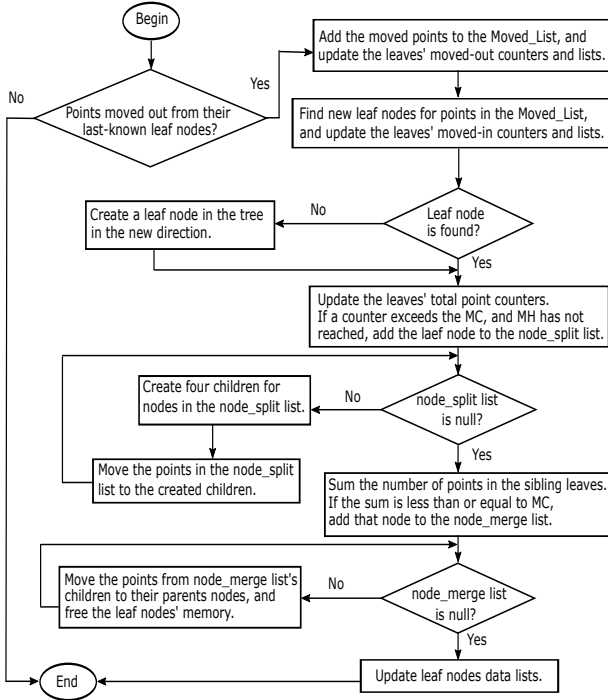 Begin
Add the moved points to the Moved_List, and
update the leaves' moved-out counters and lists.
No
Yes
Points moved out from their
last-known leaf nodes?
Find new leaf nodes for points in the Moved_List,
and update the leaves' moved-in counters and lists.
Create a leaf node in the tree
in the new direction.
No
Leaf node
is found?
Yes
Update the leaves' total point counters.
If a counter exceeds the MC, and MH has not
reached, add the laef node to the node_split list.
Create four children for
nodes in the node_split list.
No
node_split list
is null?
Yes
Move the points in the node_split
list to the created children.
Sum the number of points in the sibling leaves.
If the sum is less than or equal to MC,
add that node to the node_merge list.
Move the points from node_merge list's
children to their parents nodes, and
free the leaf nodes' memory.
No
node_merge list
is null?
Yes
End
Update leaf nodes data lists.